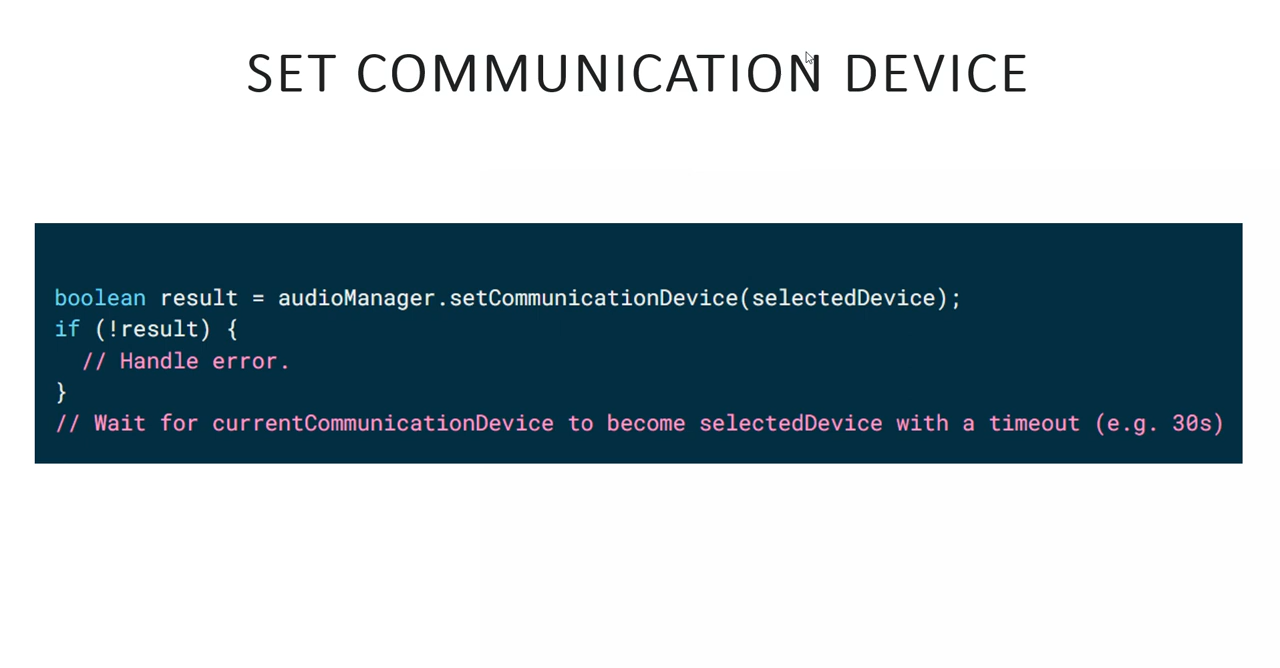 SET COMMUNICATION DEVICE
boolean result = audioManager.setCommunicationDevice(selectedDevice);
if (!result) {
// Handle error.
}
// Wait for currentCommunicationDevice to become selectedDevice with a timeout (e.g. 30s)